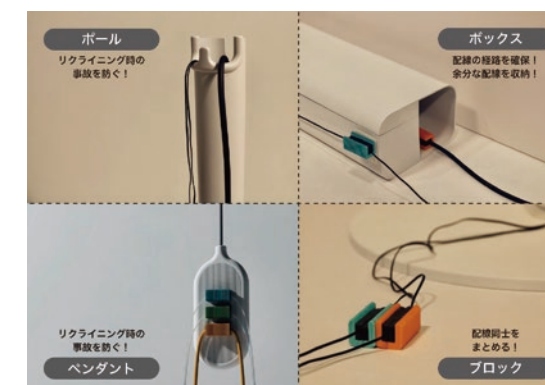 ポール
リクライニング時の
事故を防ぐ！
ボックス
配線の経路を確保！
余分な配線を収納！
リクライニング時の
事故を防ぐ！
ペンダント
配線同士を
まとめる！
ブロック